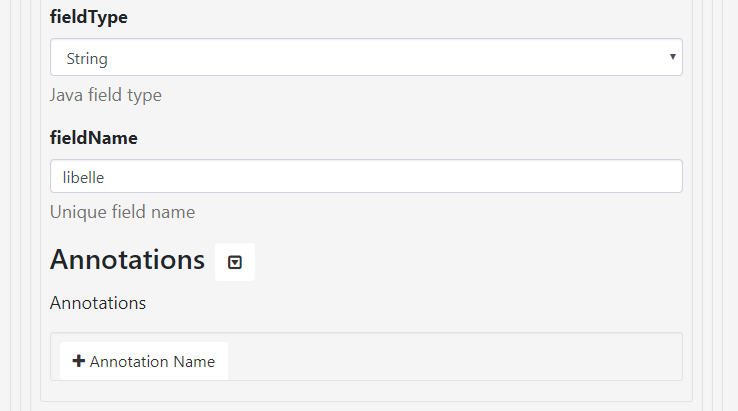 fieldType
String
Java field type
fieldName
libelle
Unique field name
Annotations
Annotations
Annotation Name